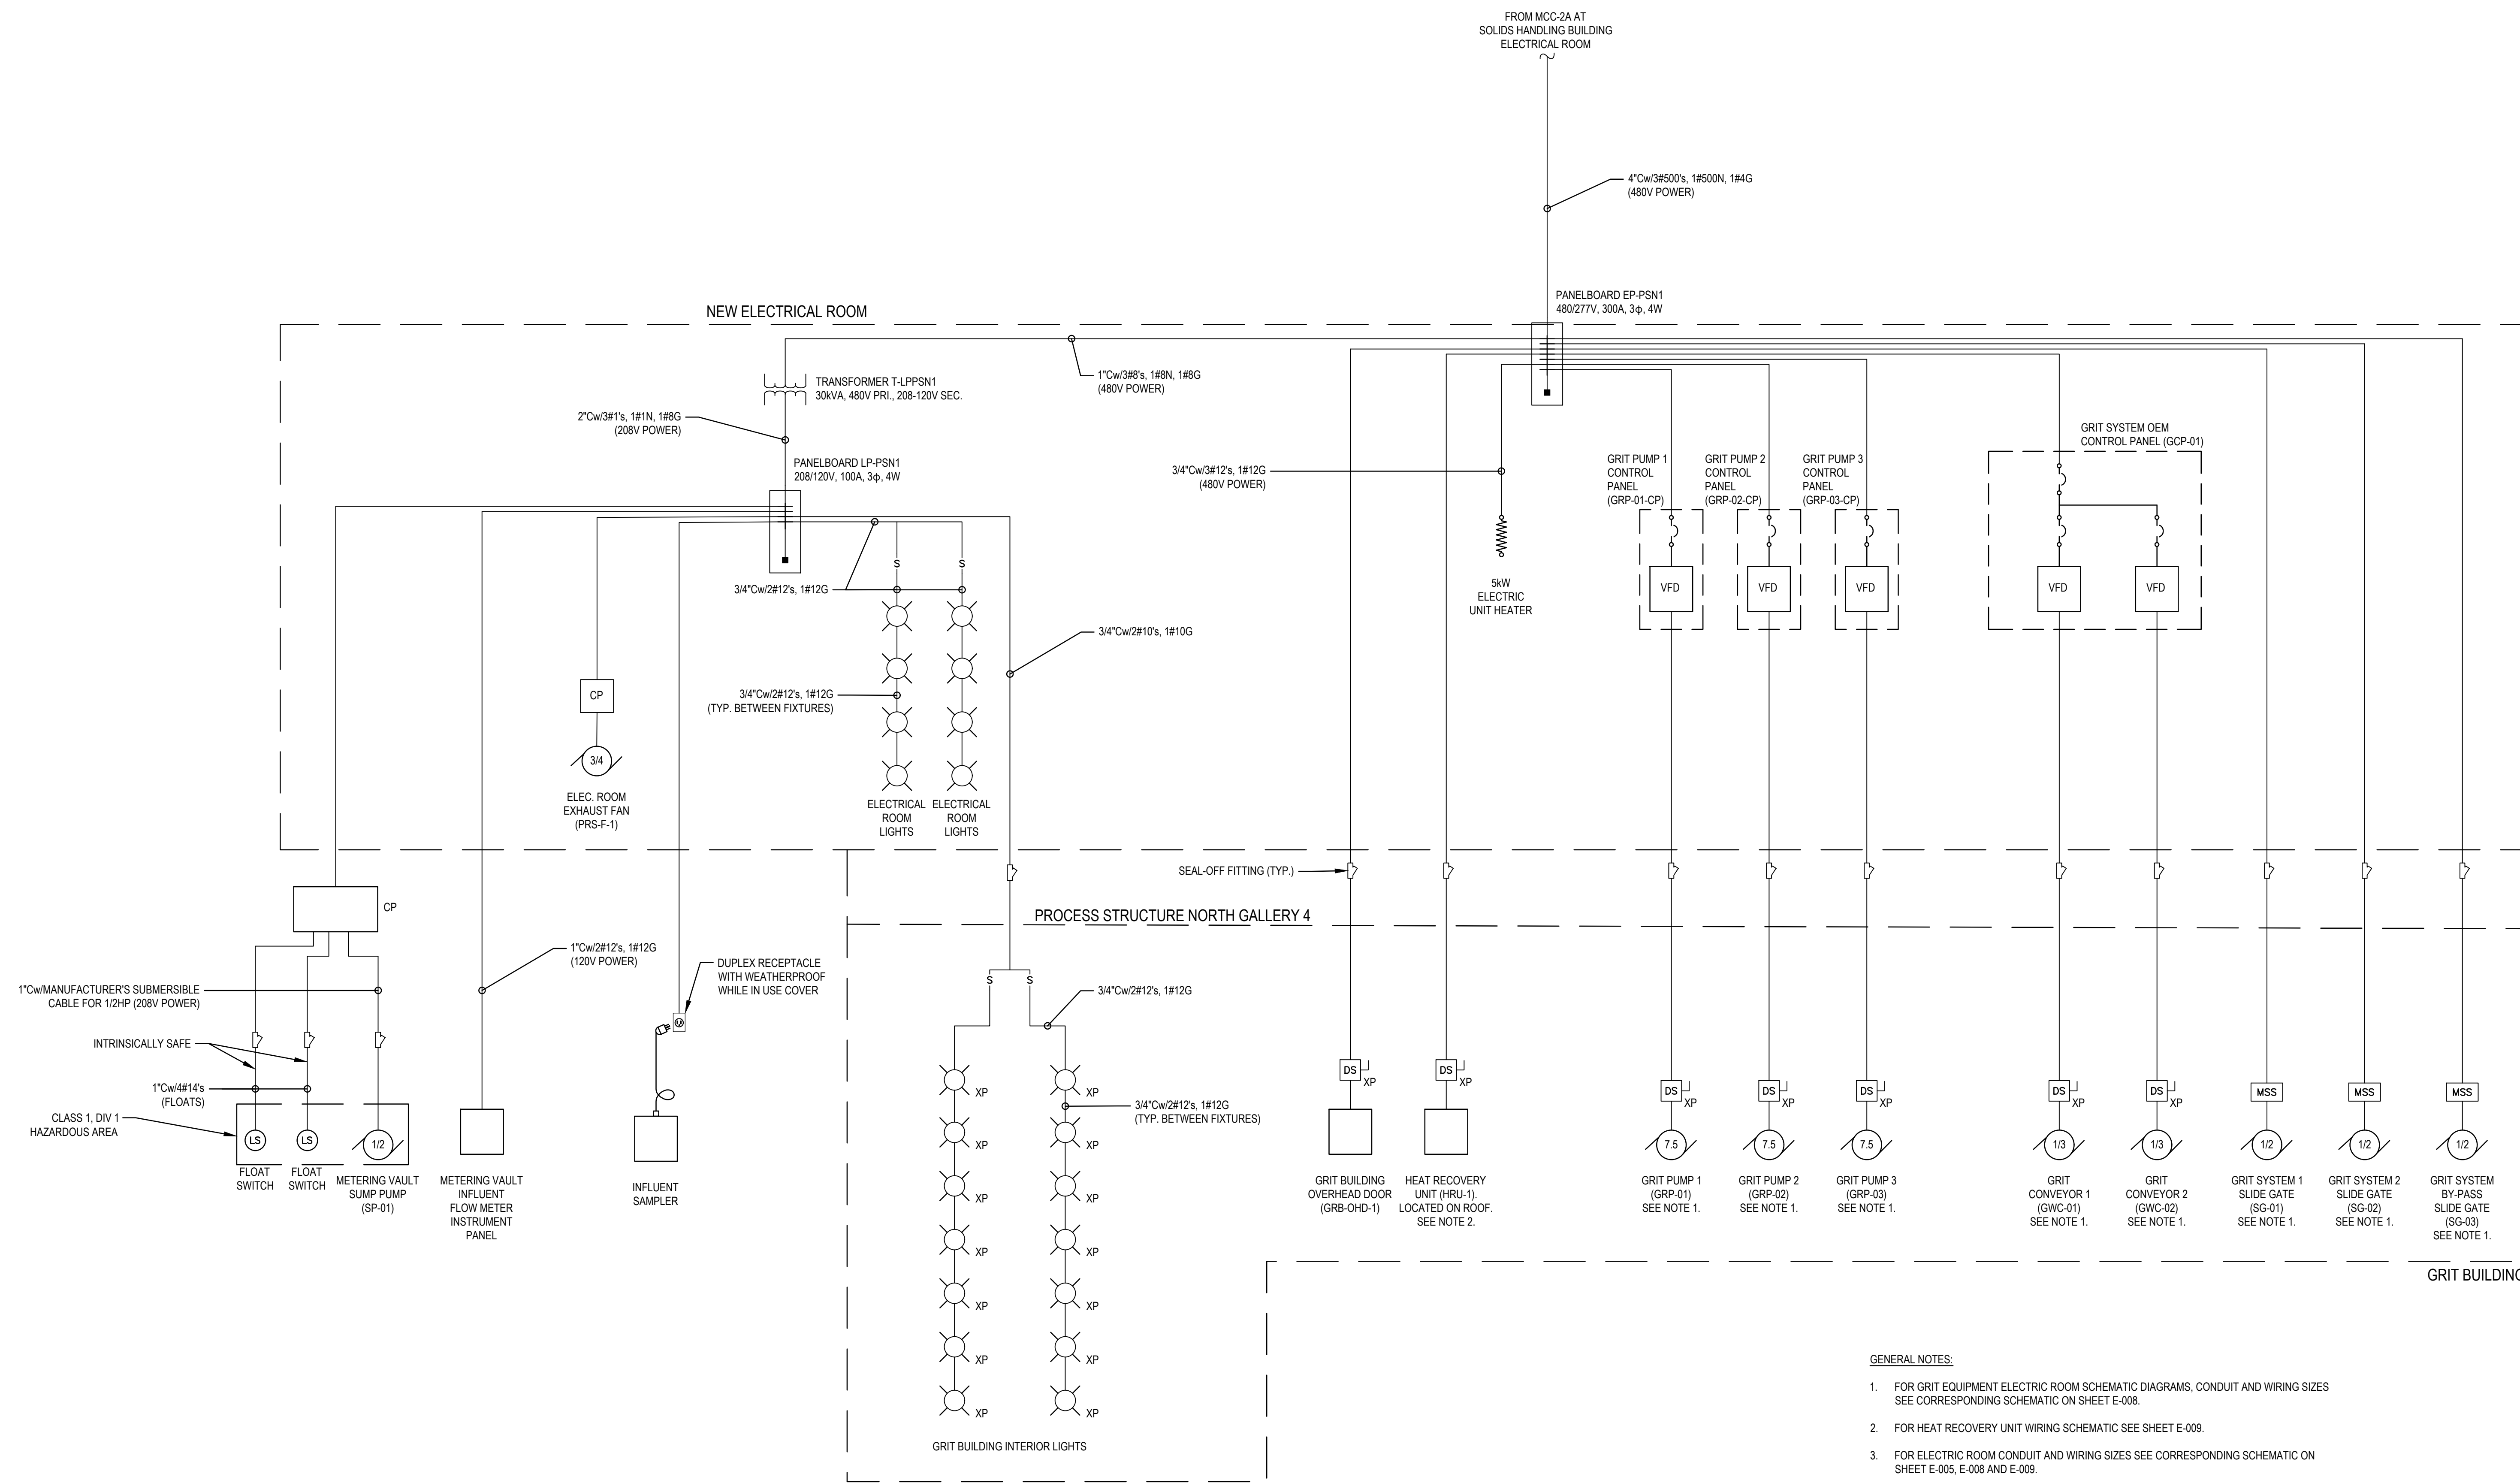 FROM MCC-2A AT
SOLIDS HANDLING BUILDING
ELECTRICAL ROOM
4"Cw/3#500's, 1#500N, 1#4G
(480V POWER)
PANELBOARD EP-PSN1
480/277V, 300A, 3ф, 4W
NEW ELECTRICAL ROOM
TRANSFORMER T-LPPSN1
30kVA, 480V PRI., 208-120V SEC.
1"Cw/3#8's, 1#8N, 1#8G
(480V POWER)
2"Cw/3#1's, 1#1N, 1#8G
(208V POWER)
PANELBOARD LP-PSN1
208/120V, 100A, 3ф, 4W
3/4"Cw/3#12's, 1#12G
(480V POWER)
5kW
ELECTRIC
UNIT HEATER
GRIT PUMP 1
CONTROL
PANEL
(GRP-01-CP)
VFD
GRIT PUMP 2
CONTROL
PANEL
(GRP-02-CP)
VFD
GRIT PUMP 3
CONTROL
PANEL
(GRP-03-CP)
VFD
GRIT SYSTEM OEM
CONTROL PANEL (GCP-01)
VFD
VFD
S
S
3/4"Cw/2#12's, 1#12G
3/4"Cw/2#10's, 1#10G
3/4"Cw/2#12's, 1#12G
(TYP. BETWEEN FIXTURES)
CP
3/4
ELEC. ROOM
EXHAUST FAN
(PRS-F-1)
ELECTRICAL
ROOM
LIGHTS
ELECTRICAL
ROOM
LIGHTS
SEAL-OFF FITTING (TYP.)
CP
PROCESS STRUCTURE NORTH GALLERY 4
1"Cw/2#12's, 1#12G
(120V POWER)
DUPLEX RECEPTACLE
WITH WEATHERPROOF
WHILE IN USE COVER
1"Cw/MANUFACTURER'S SUBMERSIBLE
CABLE FOR 1/2HP (208V POWER)
INTRINSICALLY SAFE
1"Cw/4#14's
(FLOATS)
CLASS 1, DIV 1
HAZARDOUS AREA
LS
LS
1/2
FLOAT
SWITCH
FLOAT
SWITCH
METERING VAULT
SUMP PUMP
(SP-01)
METERING VAULT
INFLUENT
FLOW METER
INSTRUMENT
PANEL
INFLUENT
SAMPLER
S
S
3/4"Cw/2#12's, 1#12G
XP
XP
3/4"Cw/2#12's, 1#12G
(TYP. BETWEEN FIXTURES)
XP
XP
XP
XP
XP
XP
XP
XP
XP
XP
XP
XP
GRIT BUILDING INTERIOR LIGHTS
DS
XP
GRIT BUILDING
OVERHEAD DOOR
(GRB-OHD-1)
DS
XP
HEAT RECOVERY
UNIT (HRU-1).
LOCATED ON ROOF.
SEE NOTE 2.
DS
XP
7.5
GRIT PUMP 1
(GRP-01)
SEE NOTE 1.
DS
XP
7.5
GRIT PUMP 2
(GRP-02)
SEE NOTE 1.
DS
XP
7.5
GRIT PUMP 3
(GRP-03)
SEE NOTE 1.
DS
XP
1/3
GRIT
CONVEYOR 1
(GWC-01)
SEE NOTE 1.
DS
XP
1/3
GRIT
CONVEYOR 2
(GWC-02)
SEE NOTE 1.
MSS
1/2
GRIT SYSTEM 1
SLIDE GATE
(SG-01)
SEE NOTE 1.
MSS
1/2
GRIT SYSTEM 2
SLIDE GATE
(SG-02)
SEE NOTE 1.
MSS
1/2
GRIT SYSTEM
BY-PASS
SLIDE GATE
(SG-03)
SEE NOTE 1.
GRIT BUILDING
GENERAL NOTES:
1. FOR GRIT EQUIPMENT ELECTRIC ROOM SCHEMATIC DIAGRAMS, CONDUIT AND WIRING SIZES
SEE CORRESPONDING SCHEMATIC ON SHEET E-008.
2. FOR HEAT RECOVERY UNIT WIRING SCHEMATIC SEE SHEET E-009.
3. FOR ELECTRIC ROOM CONDUIT AND WIRING SIZES SEE CORRESPONDING SCHEMATIC ON
SHEET E-005, E-008 AND E-009.